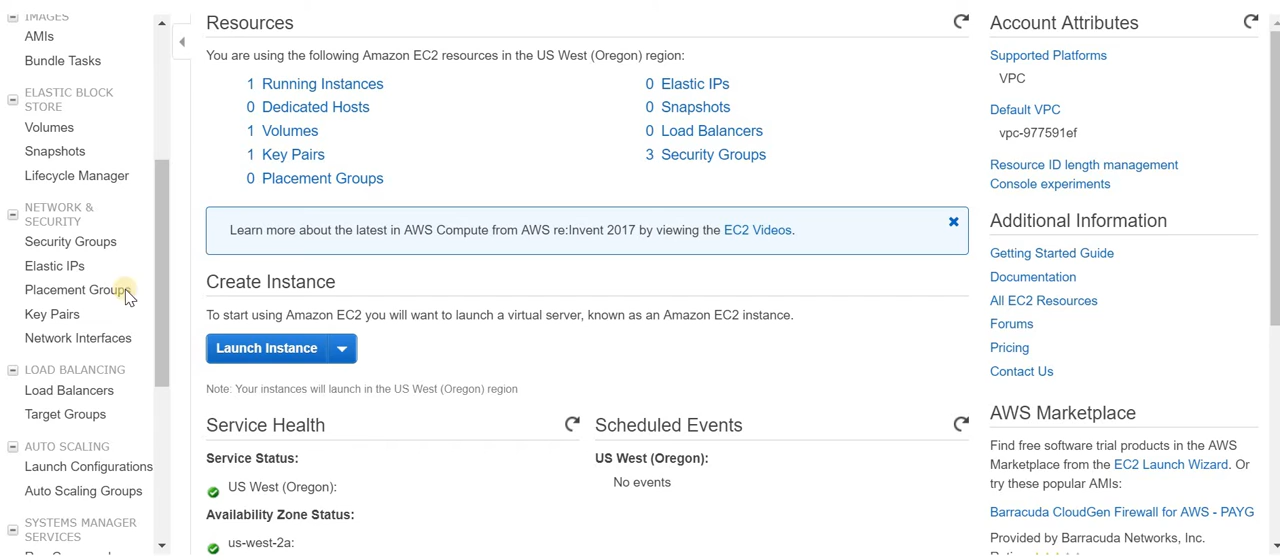 IMAGES
AMIs
Bundle Tasks
ELASTIC BLOCK
STORE
Volumes
Snapshots
Lifecycle Manager
NETWORK &
SECURITY
Security Groups
Elastic IPs
Placement Groups
Key Pairs
Network Interfaces
LOAD BALANCING
Load Balancers
Target Groups
AUTO SCALING
Launch Configurations
Auto Scaling Groups
SYSTEMS MANAGER
SERVICES
Resources
You are using the following Amazon EC2 resources in the US West (Oregon) region:
1 Running Instances
0 Elastic IPs
0 Dedicated Hosts
0 Snapshots
1 Volumes
0 Load Balancers
1 Key Pairs
3 Security Groups
0 Placement Groups
Learn more about the latest in AWS Compute from AWS re:Invent 2017 by viewing the EC2 Videos.
Create Instance
To start using Amazon EC2 you will want to launch a virtual server, known as an Amazon EC2 instance.
Launch Instance
Note: Your instances will launch in the US West (Oregon) region
Service Health
Service Status:
US West (Oregon):
Availability Zone Status:
us-west-2a:
Scheduled Events
US West (Oregon):
No events
Account Attributes
Supported Platforms
VPC
Default VPC
vpc-977591ef
Resource ID length management
Console experiments
Additional Information
Getting Started Guide
Documentation
All EC2 Resources
Forums
Pricing
Contact Us
AWS Marketplace
Find free software trial products in the AWS
Marketplace from the EC2 Launch Wizard. Or
try these popular AMIs:
Barracuda CloudGen Firewall for AWS - PAYG
Provided by Barracuda Networks, Inc.